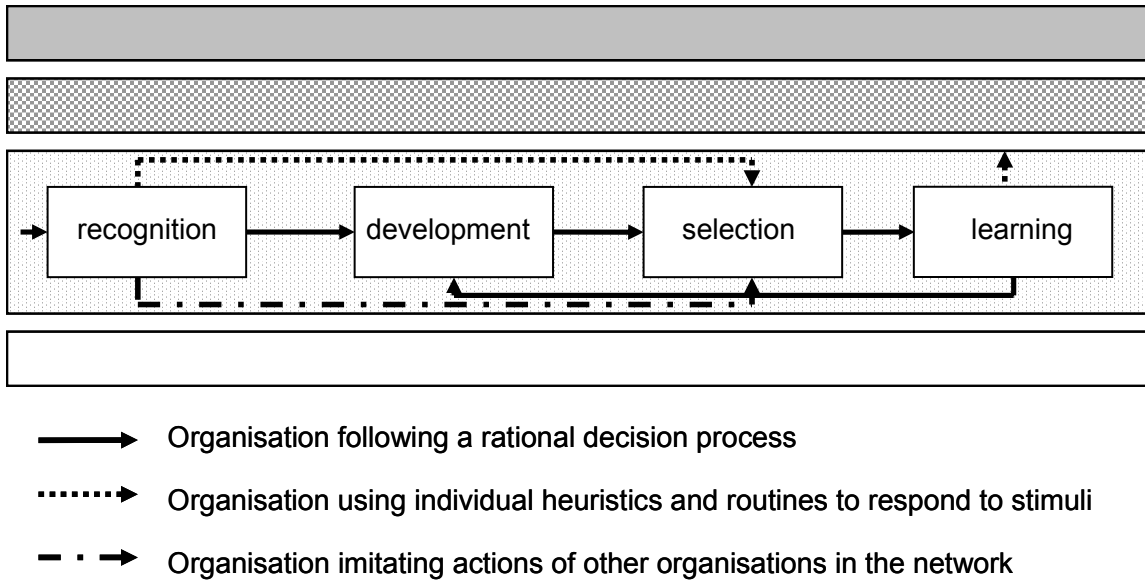 recognition development selection learning
Organisation following a rational decision process
Organisation using individual heuristics and routines to respond to stimuli
Organisation imitating actions of other organisations in the network